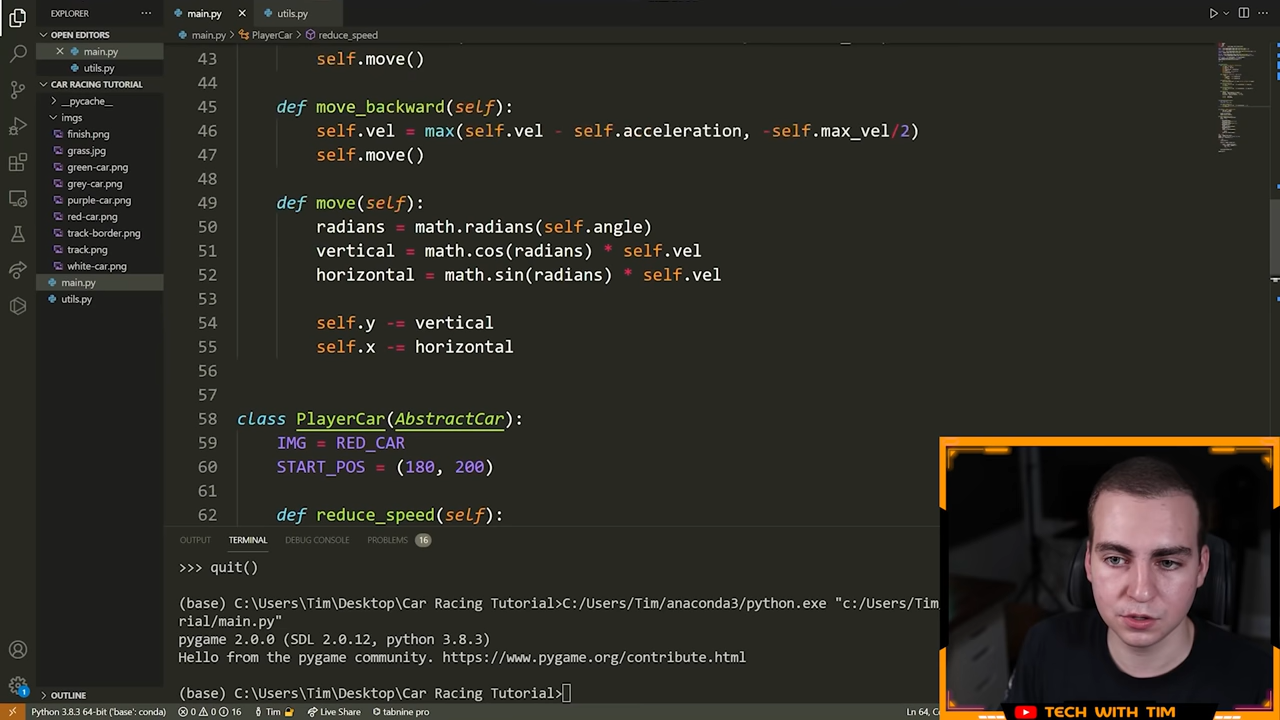 EXPLORER
main.py
utils.py
OPEN EDITORS
main.py
utils.py
CAR RACING TUTORIAL
__pycache__
imgs
finish.png
grass.jpg
green-car.png
grey-car.png
purple-car.png
red-car.png
track-border.png
track.png
white-car.png
main.py
utils.py
OUTLINE
main.py > PlayerCar > reduce_speed
43 self.move()
44
45 def move_backward(self):
46 self.vel = max(self.vel - self.acceleration, -self.max_vel/2)
47 self.move()
48
49 def move(self):
50 radians = math.radians(self.angle)
51 vertical = math.cos(radians) * self.vel
52 horizontal = math.sin(radians) * self.vel
53
54 self.y -= vertical
55 self.x -= horizontal
56
57
58 class PlayerCar(AbstractCar):
59 IMG = RED_CAR
60 START_POS = (180, 200)
61
62 def reduce_speed(self):
OUTPUT TERMINAL DEBUG CONSOLE PROBLEMS 16
>>> quit()
(base) C:\Users\Tim\Desktop\Car Racing Tutorial>C:/Users/Tim/anaconda3/python.exe "c:/Users/Tim/
rial/main.py"
pygame 2.0.0 (SDL 2.0.12, python 3.8.3)
Hello from the pygame community. https://www.pygame.org/contribute.html
(base) C:\Users\Tim\Desktop\Car Racing Tutorial>
1
Python 3.8.3 64-bit ('base': conda) 0 0 16 Tim Live Share tabnine pro Ln 64,
TECH WITH TIM